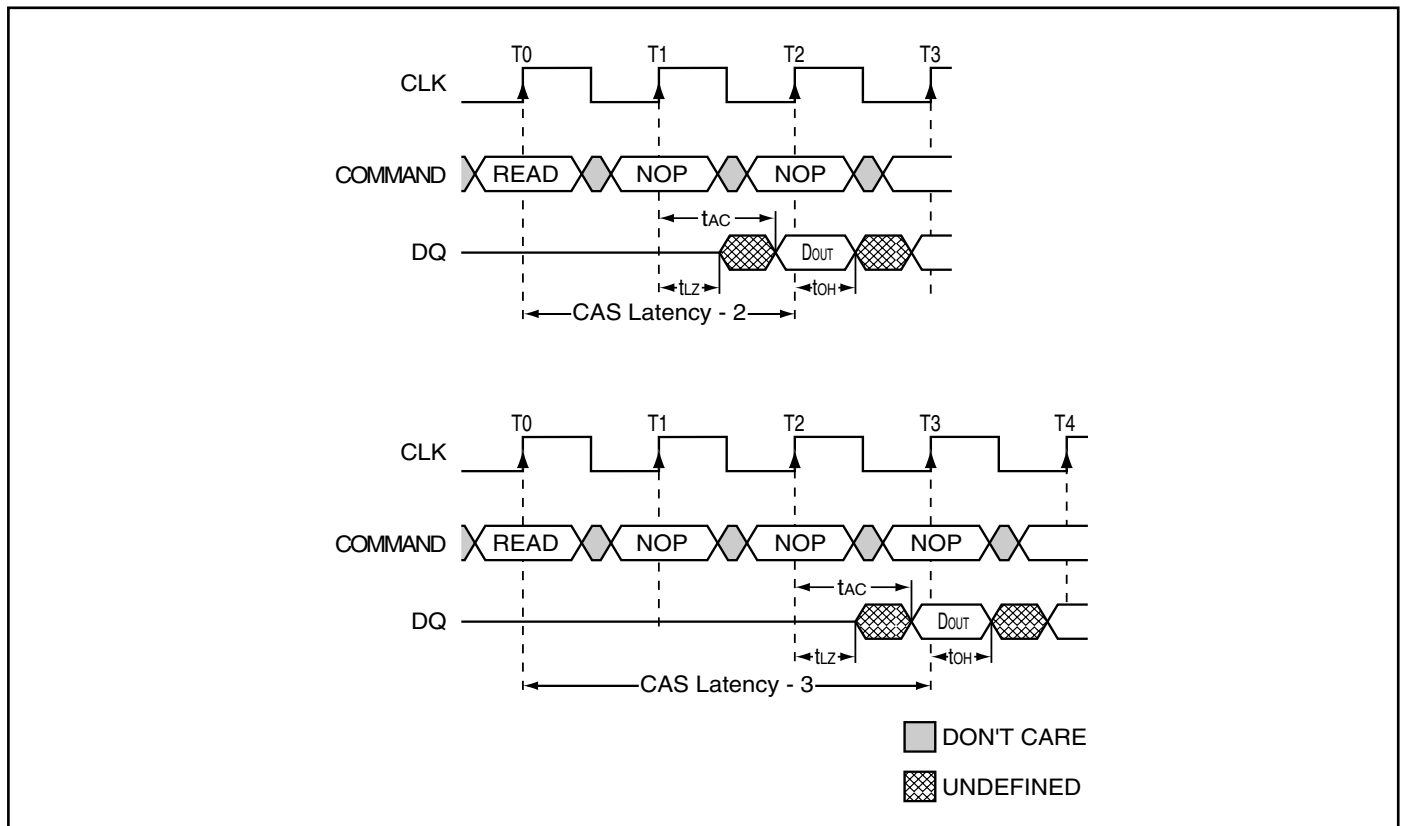 T0 T1 T2 T3
CLK
COMMAND READ NOP NOP
tAC
DQ DOUT
tLZ tOH
CAS Latency - 2
T0 T1 T2 T3 T4
CLK
COMMAND READ NOP NOP NOP
tAC
DQ DOUT
tLZ tOH
CAS Latency - 3
DON'T CARE
UNDEFINED